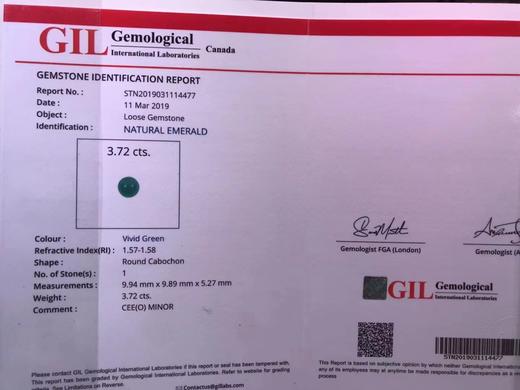 GIL Gemological
International Laboratories Canada
GEMSTONE IDENTIFICATION REPORT
Report No. : STN2019031114477
Date : 11 Mar 2019
Object : Loose Gemstone
Identification : NATURAL EMERALD
3.72 cts.
Colour : Vivid Green
Refractive Index(RI) : 1.57-1.58
Shape : Round Cabochon
No. of Stone(s) : 1
Measurements : 9.94 mm x 9.89 mm x 5.27 mm
Weight : 3.72 cts.
Comment : CEE(O) MINOR
Gemologist FGA (London)
Gemologist (A
GIL Gemological
International Laboratories
STN2019031114477
Please contact GIL Gemological International Laboratories if this report or seal has been tampered with.
This report has been graded by Gemological International Laboratories. Refer to website for grading
See Limitations on Reverse.
Contactus@gillabs.com
This Report is based on subjective opinion by which neither Gemological Internationa
of its employees may at anytime be made responsible for discrepancies as a
process